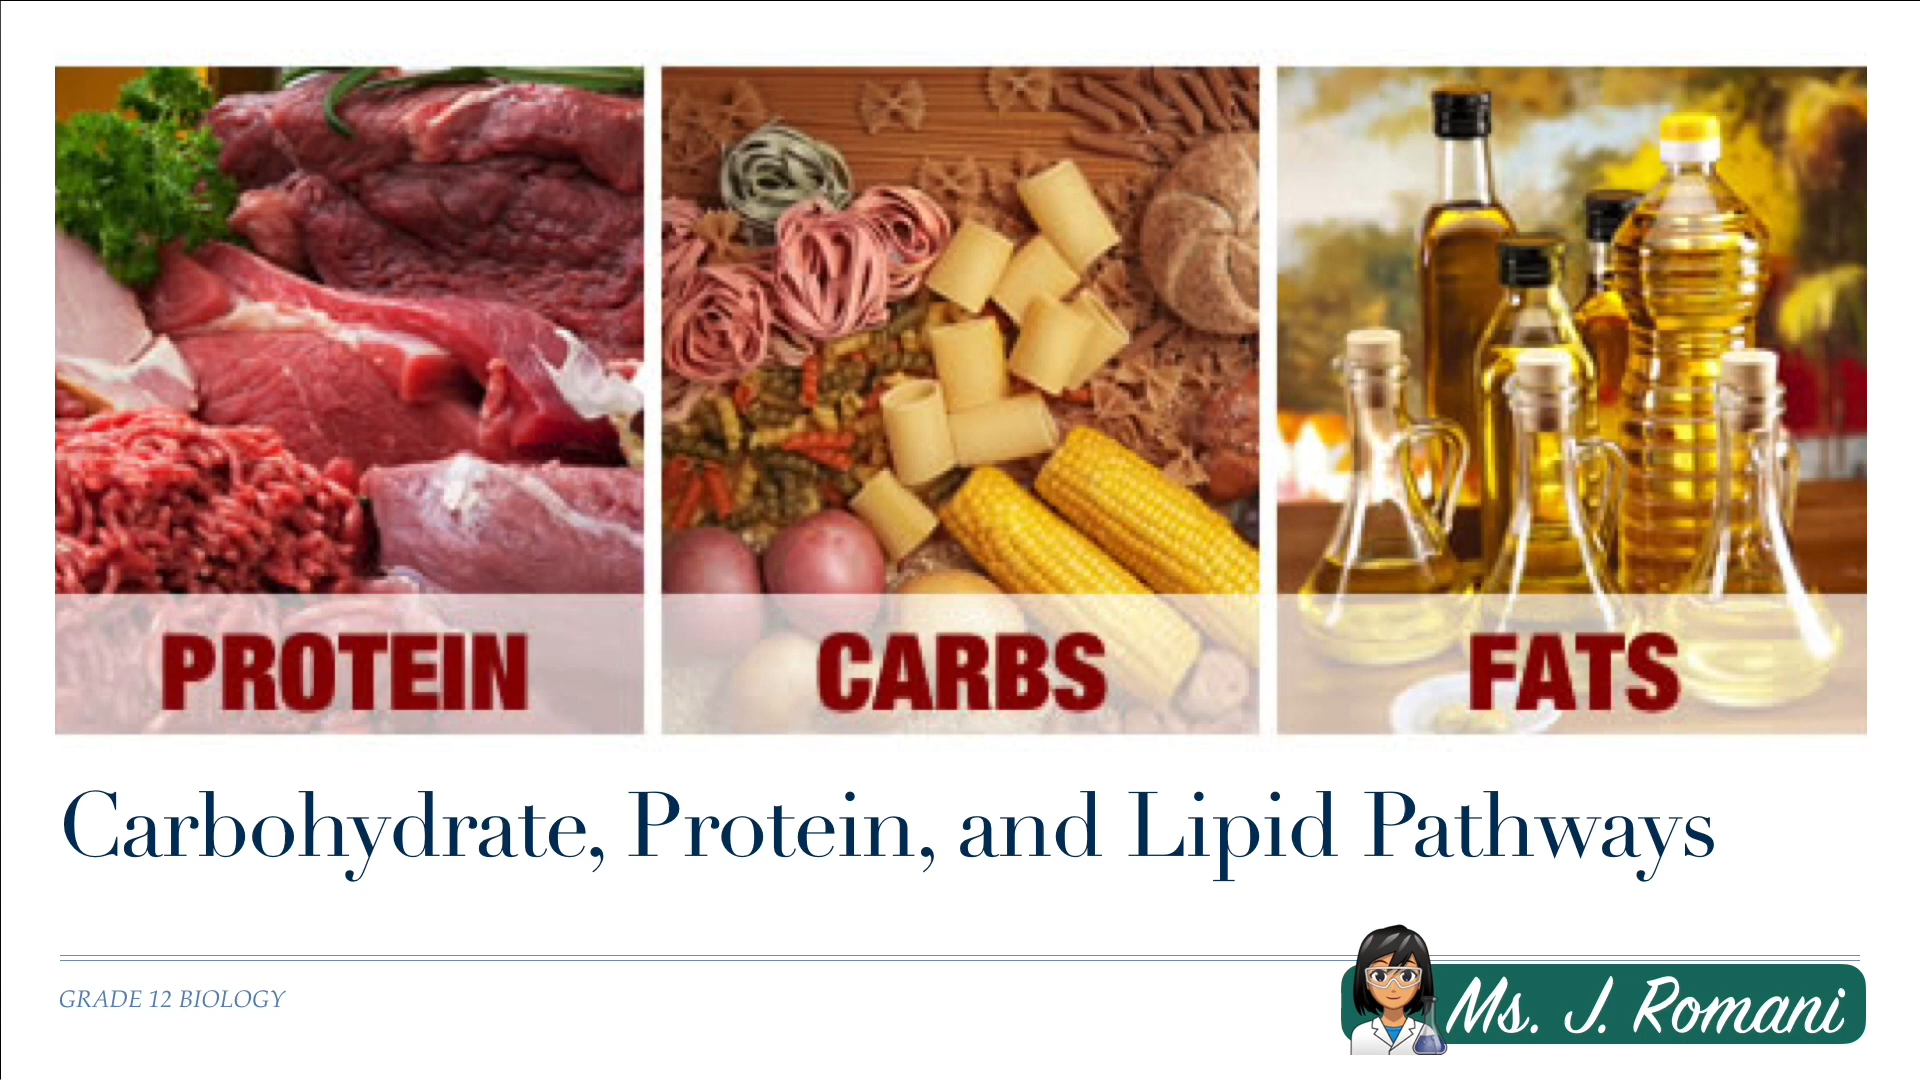 PROTEIN
CARBS
FATS
Carbohydrate, Protein, and Lipid Pathways
GRADE 12 BIOLOGY
Ms. J. Romani